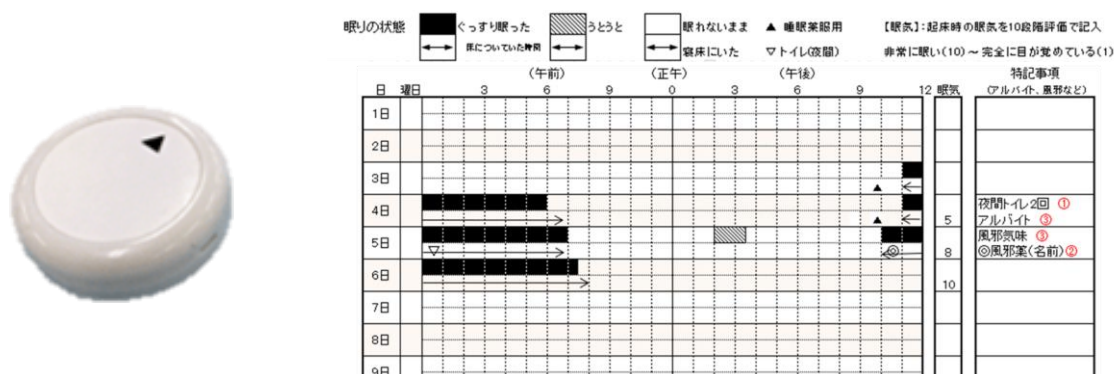 眠りの状態 ぐっすり眠った うとうと 眠れないまま ▲ 睡眠薬服用 【眠気】:起床時の眠気を10段階評価で記入
床についていた時間 寝床にいた ▽トイレ(夜間) 非常に眠い(10)～完全に目が覚めている(1)
(午前) (正午) (午後) 特記事項
日 曜日 3 6 9 0 3 6 9 12 眠気 (アルバイト、風邪など)
1日
2日
3日
4日 夜間トイレ2回 ①
5 アルバイト ③
5日 風邪気味 ③
8 ◎風邪薬(名前)②
6日
10
7日
8日
9日